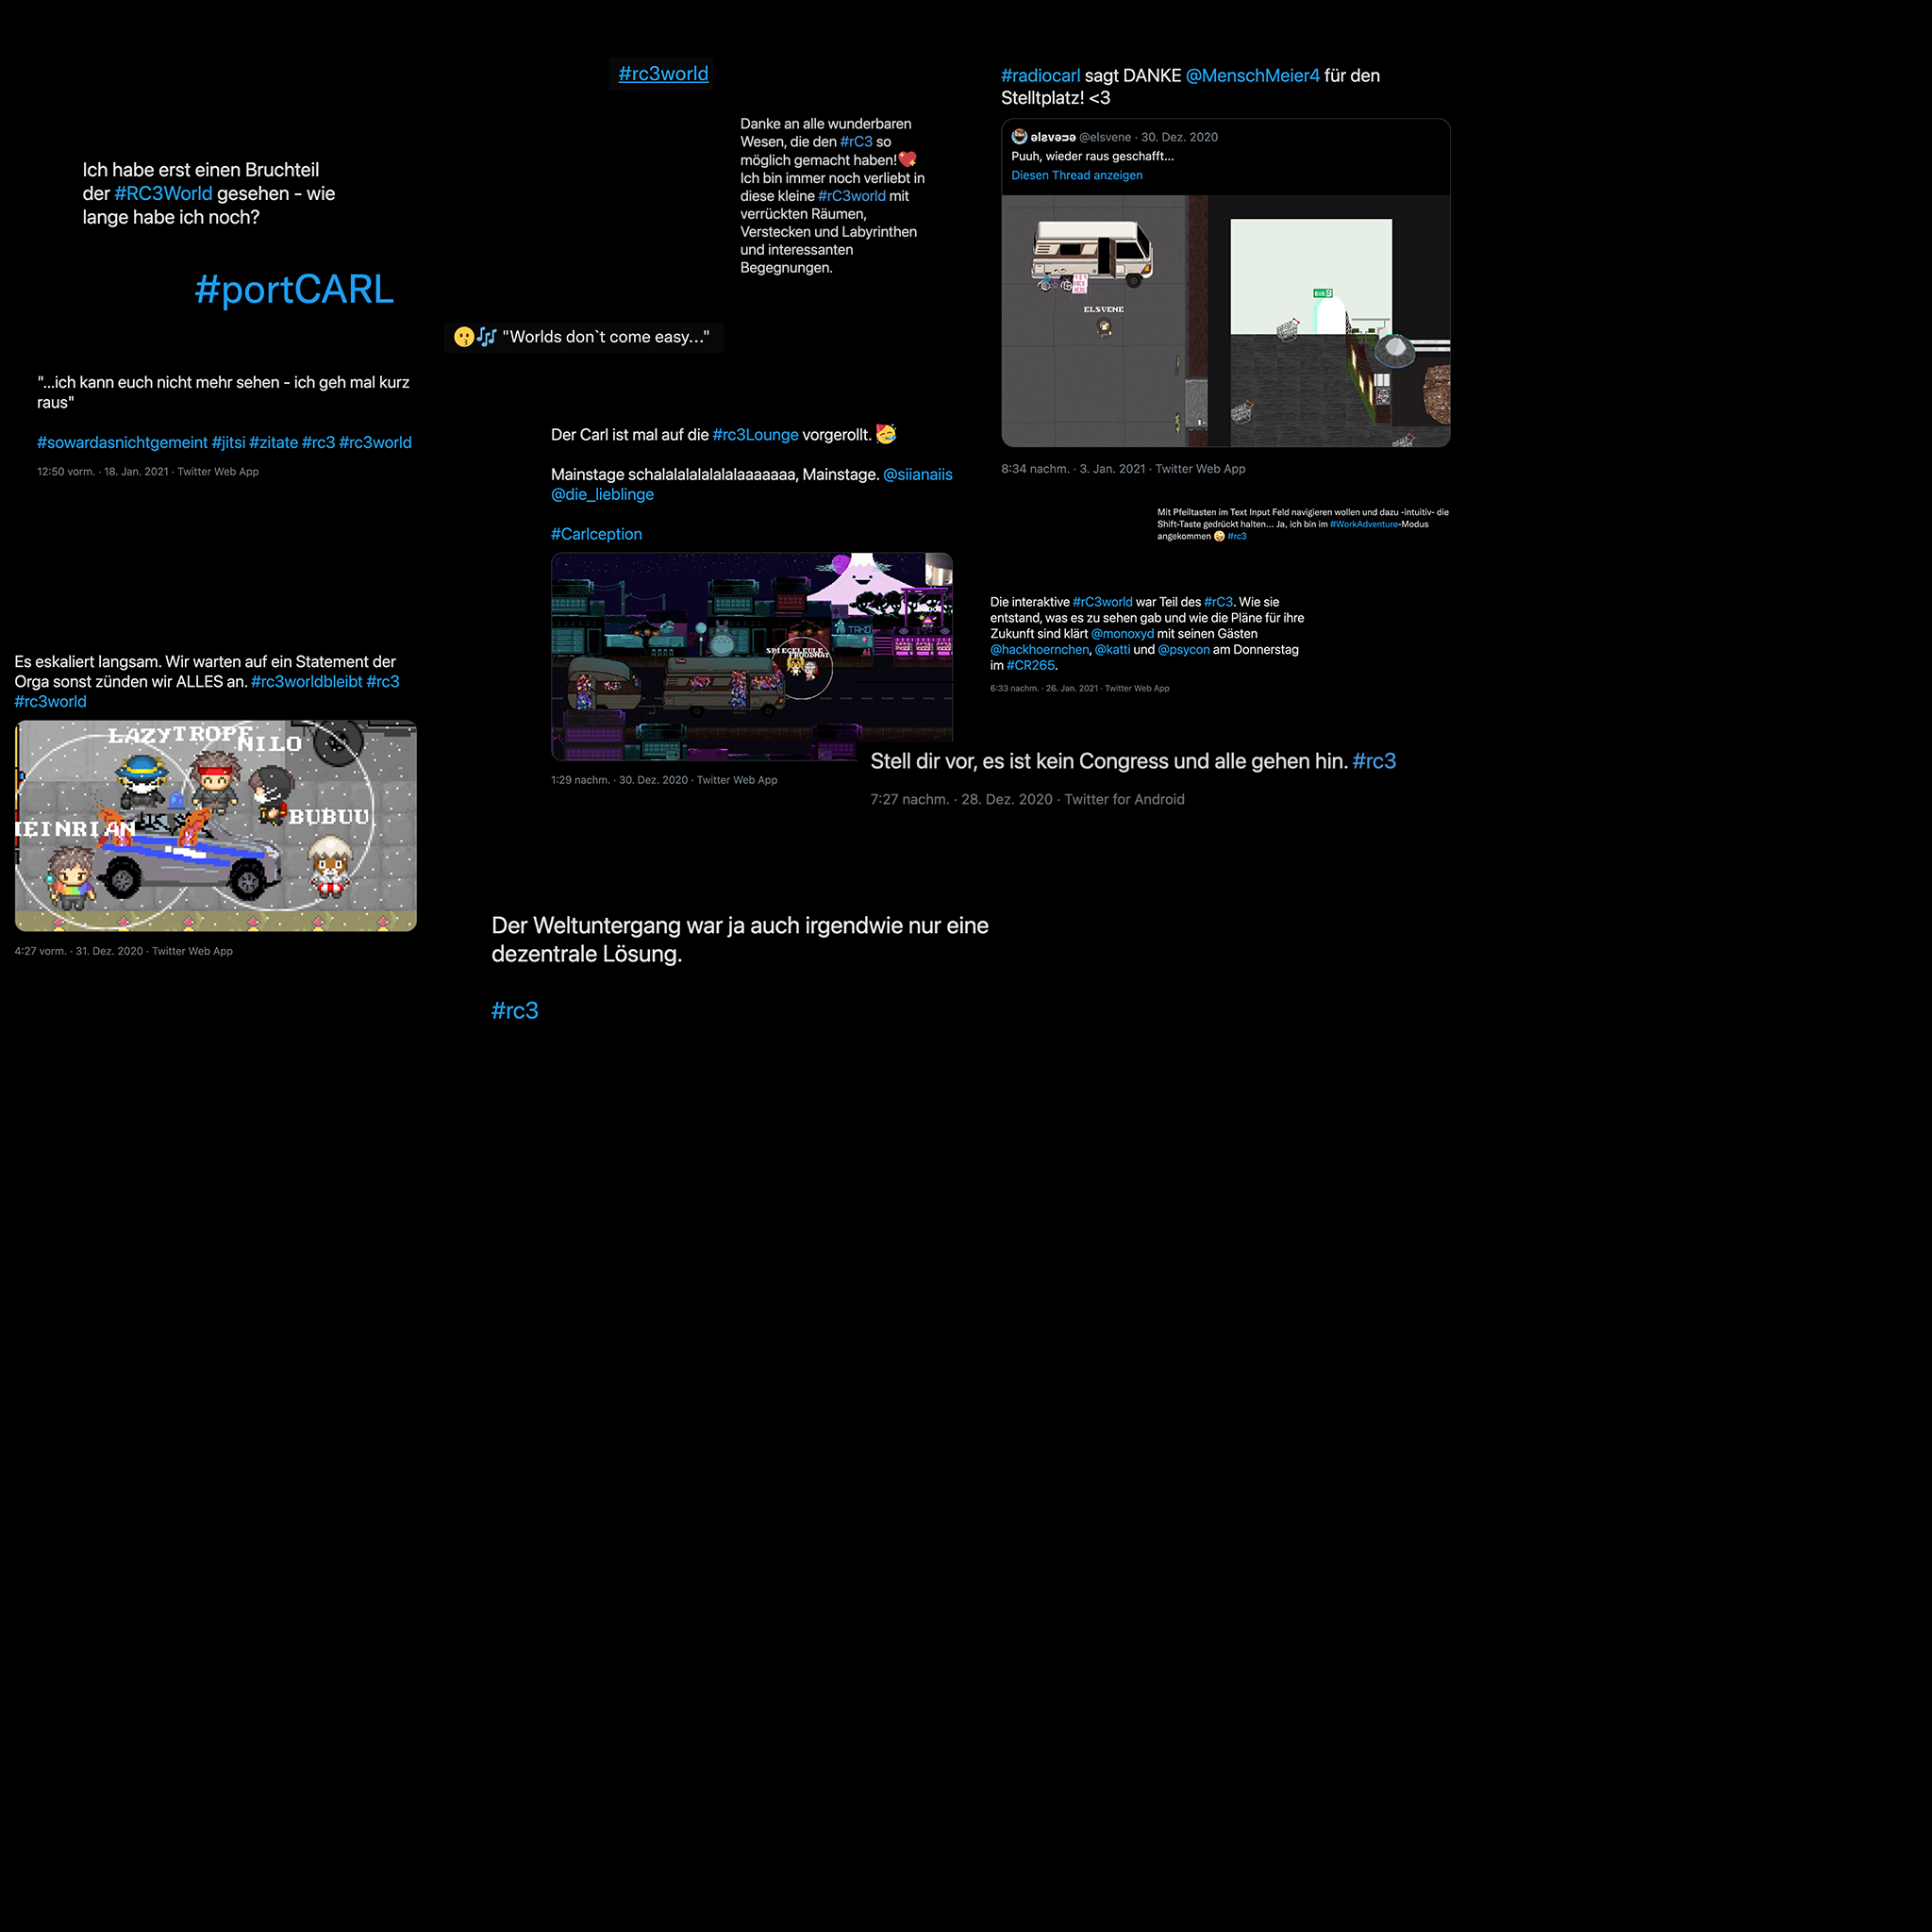 #rc3world
Ich habe erst einen Bruchteil
der #RC3World gesehen - wie
lange habe ich noch?
#portCARL
Danke an alle wunderbaren
Wesen, die den #rC3 so
möglich gemacht haben!💖
Ich bin immer noch verliebt in
diese kleine #rC3world mit
verrückten Räumen,
Verstecken und Labyrinthen
und interessanten
Begegnungen.
#radiocarl sagt DANKE @MenschMeier4 für den
Stelltplatz! <3
@elsvene · 30. Dez. 2020
Puuh, wieder raus geschafft...
Diesen Thread anzeigen
ELSVENE
8:34 nachm. · 3. Jan. 2021 · Twitter Web App
😗🎶 "Worlds don`t come easy..."
"...ich kann euch nicht mehr sehen - ich geh mal kurz
raus"
#sowardasnichtgemeint #jitsi #zitate #rc3 #rc3world
12:50 vorm. · 18. Jan. 2021 · Twitter Web App
Der Carl ist mal auf die #rc3Lounge vorgerollt. 🥳
Mainstage schalalalalalalalaaaaaaa, Mainstage. @siianaiis
@die_lieblinge
#Carlception
TAKO
SPIEGELEULE
1:29 nachm. · 30. Dez. 2020 · Twitter Web App
Mit Pfeiltasten im Text Input Feld navigieren wollen und dazu -intuitiv- die
Shift-Taste gedrückt halten... Ja, ich bin im #WorkAdventure-Modus
angekommen 🤪 #rc3
Die interaktive #rC3world war Teil des #rC3. Wie sie
entstand, was es zu sehen gab und wie die Pläne für ihre
Zukunft sind klärt @monoxyd mit seinen Gästen
@hackhoernchen, @katti und @psycon am Donnerstag
im #CR265.
6:33 nachm. · 26. Jan. 2021 · Twitter Web App
Es eskaliert langsam. Wir warten auf ein Statement der
Orga sonst zünden wir ALLES an. #rc3worldbleibt #rc3
#rc3world
LAZYTROPE
NILO
BUBUU
HEINRIAN
4:27 vorm. · 31. Dez. 2020 · Twitter Web App
Stell dir vor, es ist kein Congress und alle gehen hin. #rc3
7:27 nachm. · 28. Dez. 2020 · Twitter for Android
Der Weltuntergang war ja auch irgendwie nur eine
dezentrale Lösung.
#rc3